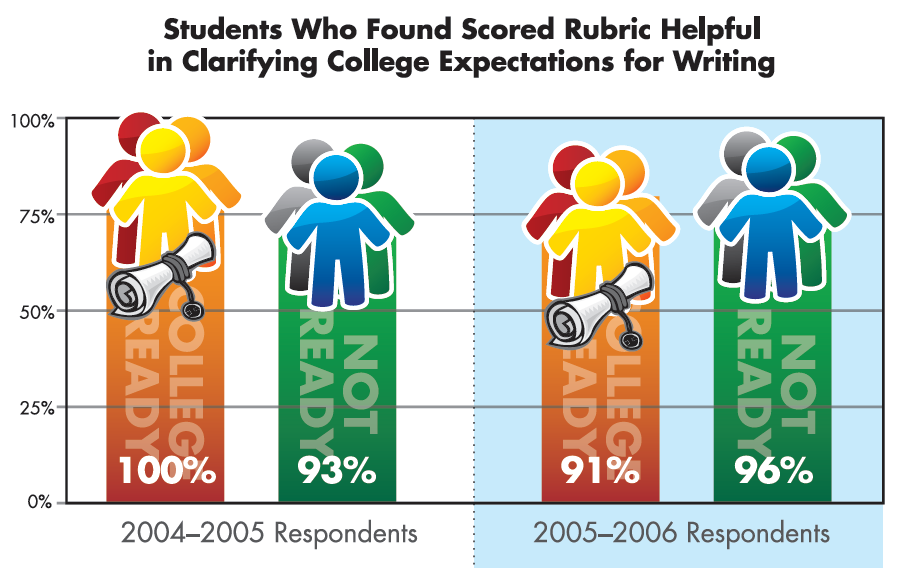 Students Who Found Scored Rubric Helpful
in Clarifying College Expectations for Writing
100%
75%
50%
25%
0%
COLLEGE
READY
100%
NOT
READY
93%
COLLEGE
READY
91%
NOT
READY
96%
2004–2005 Respondents
2005–2006 Respondents